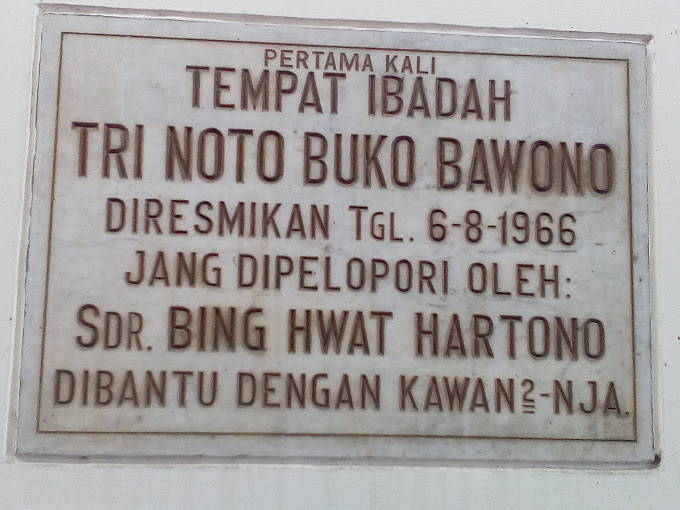 PERTAMA KALI
TEMPAT IBADAH
TRI NOTO BUKO BAWONO
DIRESMIKAN TGL. 6-8-1966
JANG DIPELOPORI OLEH:
SDR. BING HWAT HARTONO
DIBANTU DENGAN KAWAN2-NJA.